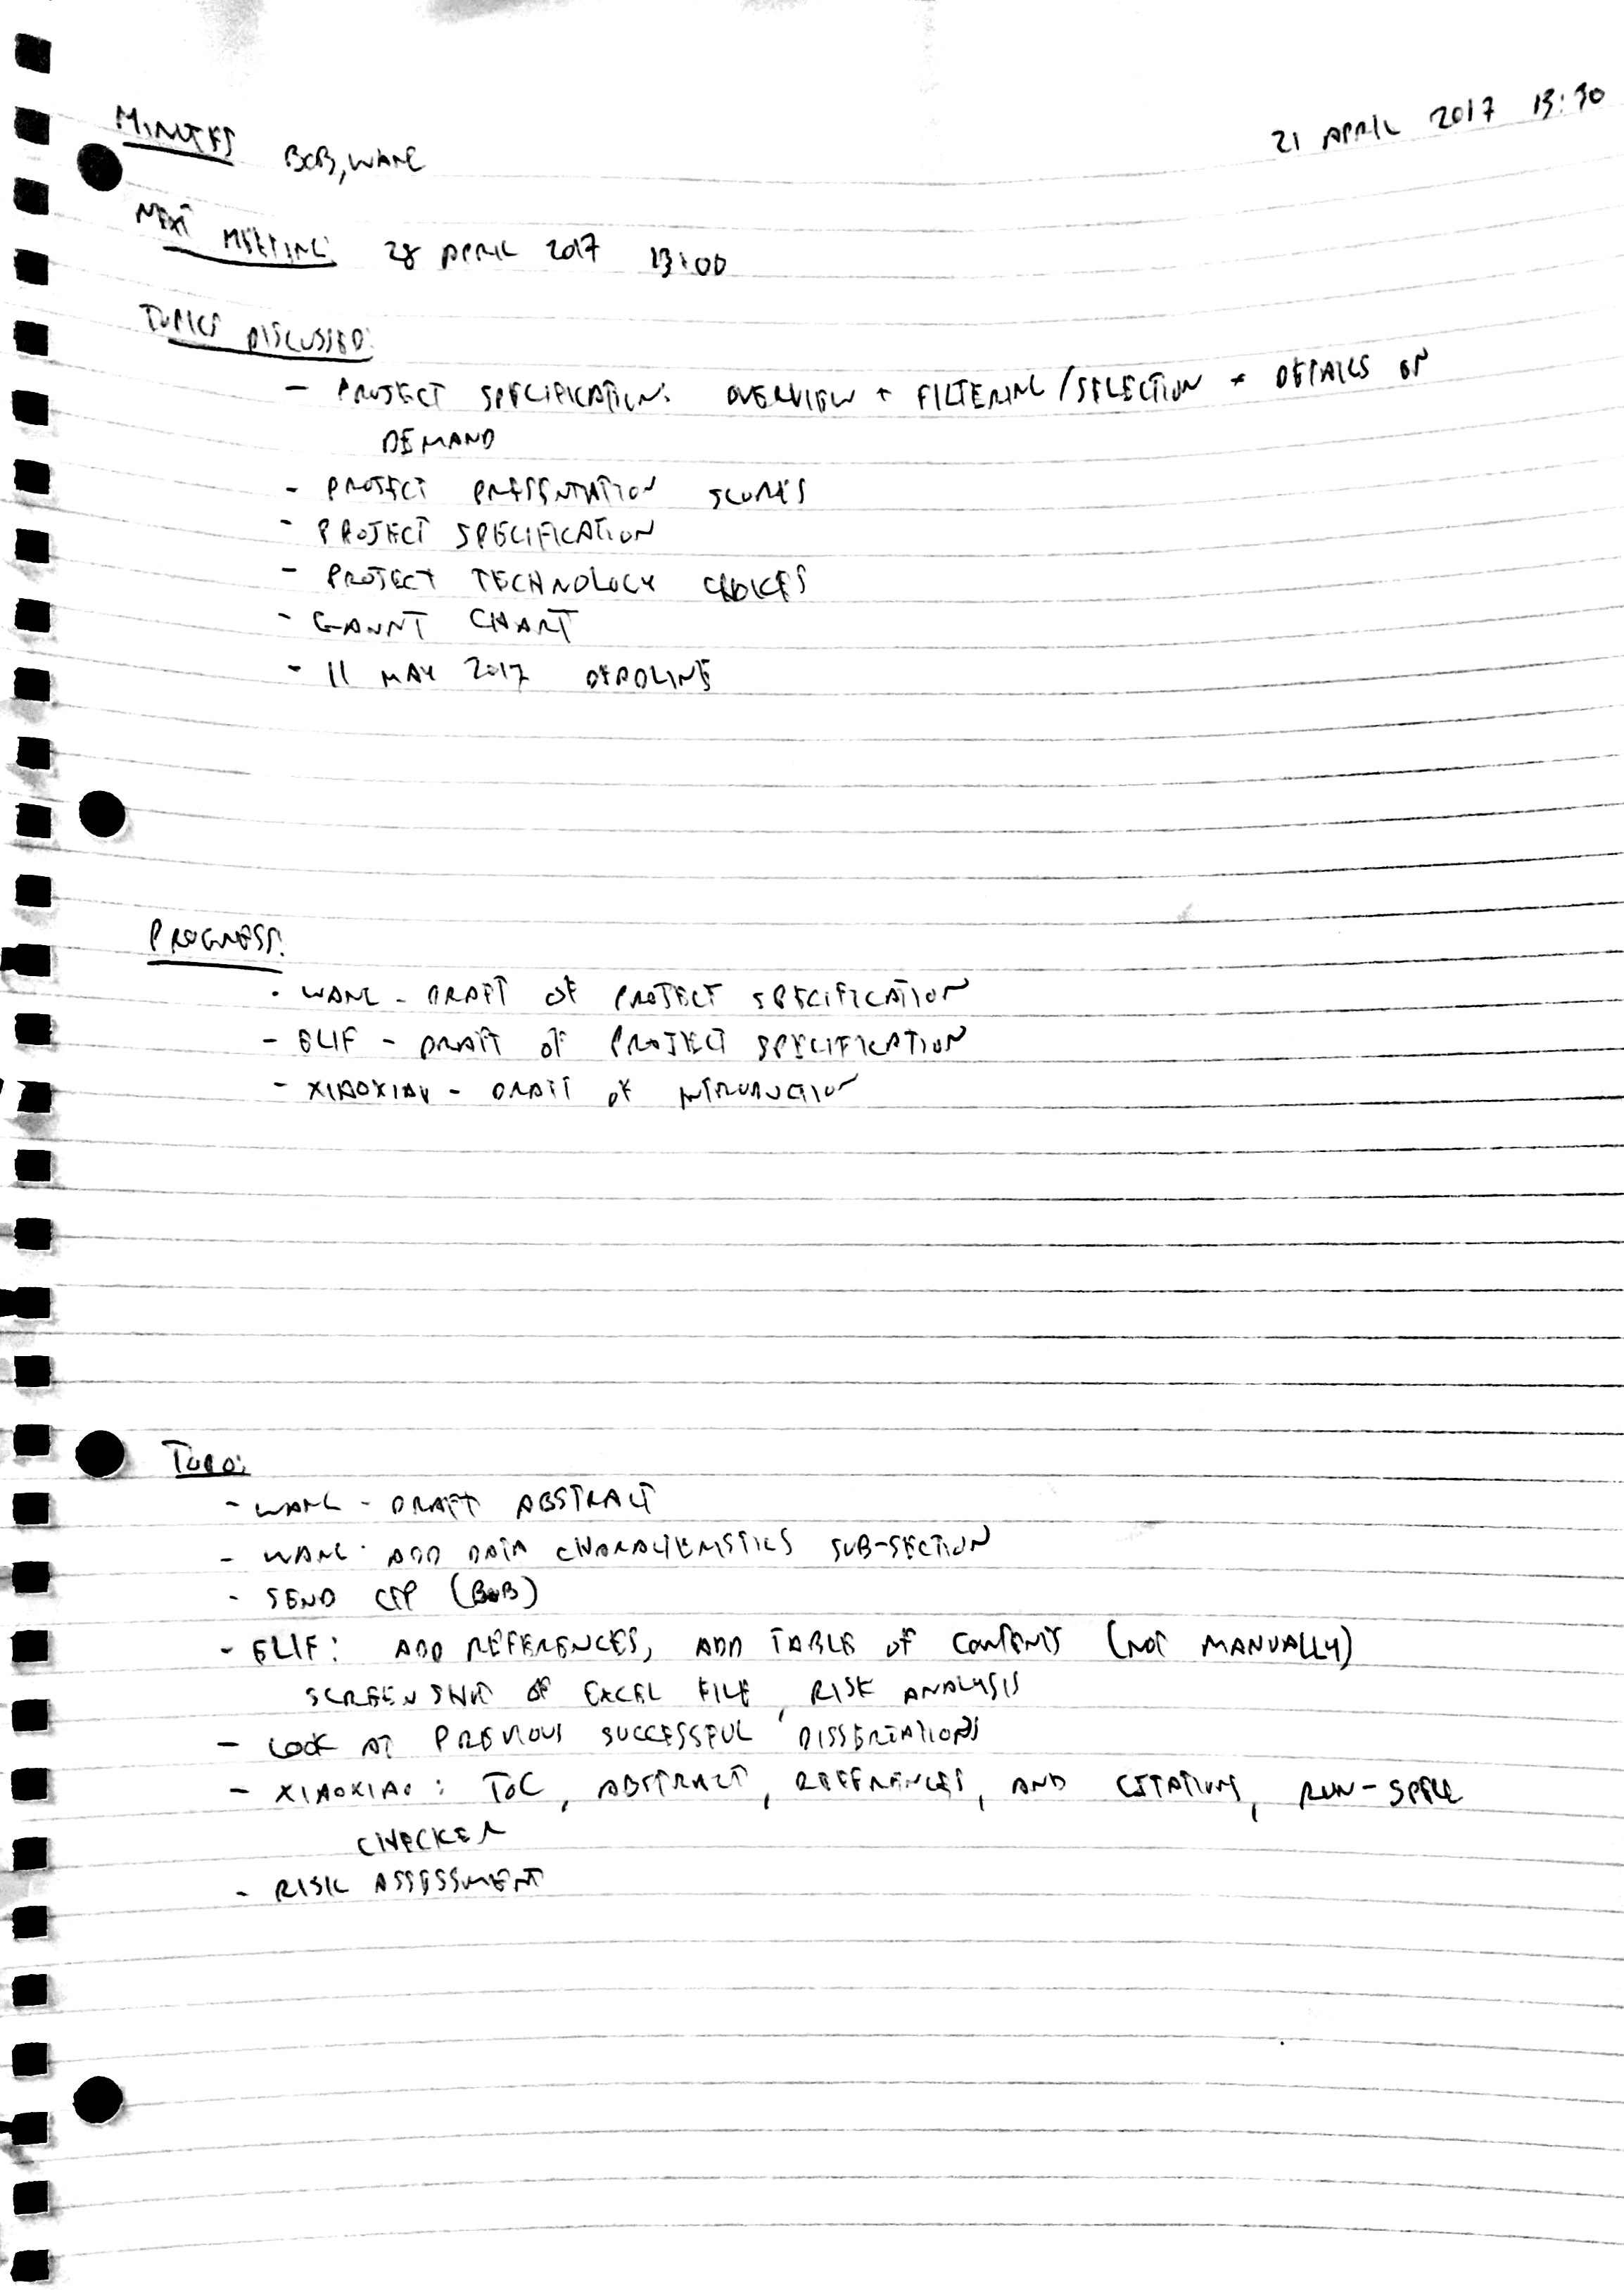 MINUTES BOB, WANG 21 APRIL 2017 13:30
NEXT MEETING: 28 APRIL 2017 13:00
TOPICS DISCUSSED:
- PROJECT SPECIFICATION: OVERVIEW + FILTERING/SELECTION + DETAILS ON
DEMAND
- PROJECT PRESENTATION SCORES
- PROJECT SPECIFICATION
- PROJECT TECHNOLOGY CHOICES
- GANNT CHART
- 11 MAY 2017 DEADLINE
PROGRESS:
- WANG - DRAFT OF PROJECT SPECIFICATION
- ELIF - DRAFT OF PROJECT SPECIFICATION
- XIAOXIAO - DRAFT OF INTRODUCTION
TODO:
- WANG - DRAFT ABSTRACT
- WANG - ADD DATA CHARACTERISTICS SUB-SECTION
- SEND (BOB)
- ELIF: ADD REFERENCES, ADD TABLE OF CONTENTS (NOT MANUALLY)
SCREENSHOT OF EXCEL FILE, RISK ANALYSIS
- LOOK AT PREVIOUS SUCCESSFUL DISSERTATIONS
- XIAOXIAO: TOC, ABSTRACT, REFERENCES, AND CITATIONS, RUN-SPELL
CHECKER
- RISK ASSESSMENT